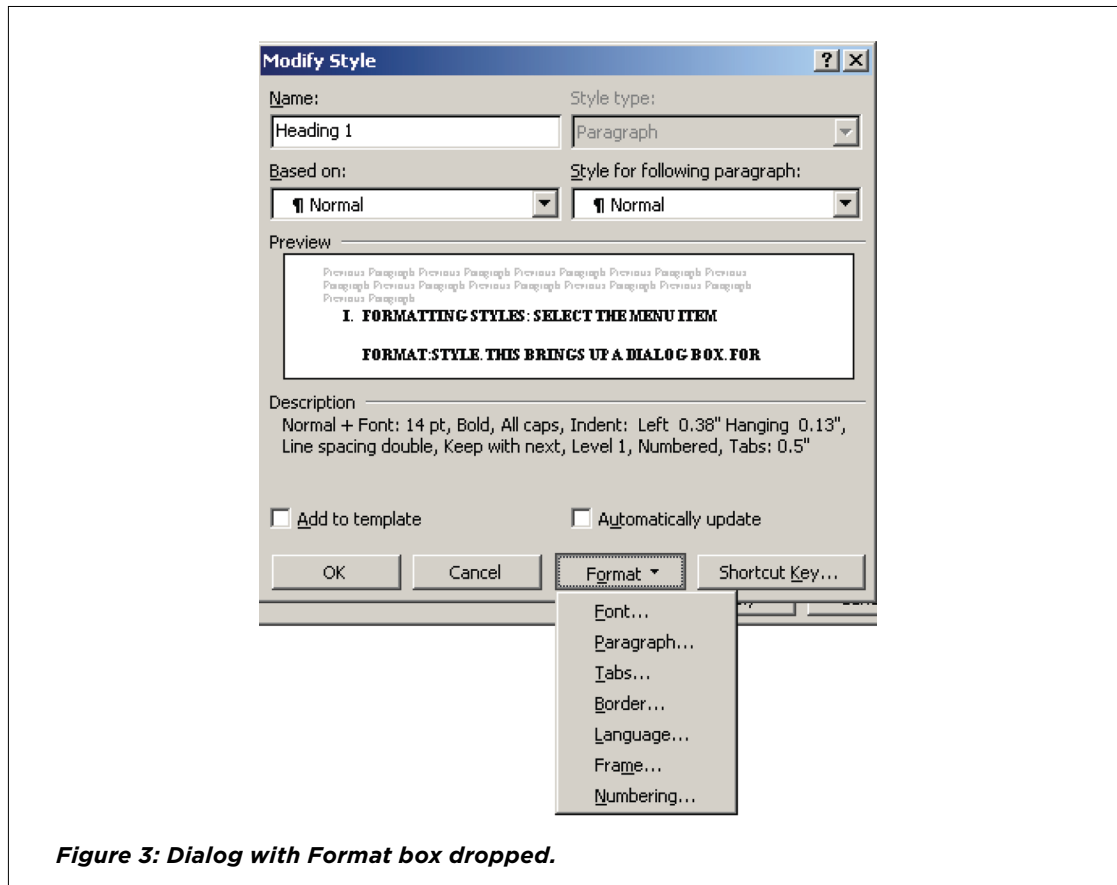 Modify Style
Name:
Style type:
Heading 1
Paragraph
Based on:
Style for following paragraph:
¶ Normal
¶ Normal
Preview
Previous Paragraph Previous Paragraph Previous Paragraph Previous Paragraph Previous
Paragraph Previous Paragraph Previous Paragraph Previous Paragraph Previous Paragraph
Previous Paragraph
I. FORMATTING STYLES: SELECT THE MENU ITEM
FORMAT:STYLE. THIS BRINGS UP A DIALOG BOX. FOR
Description
Normal + Font: 14 pt, Bold, All caps, Indent: Left 0.38" Hanging 0.13",
Line spacing double, Keep with next, Level 1, Numbered, Tabs: 0.5"
Add to template
Automatically update
OK
Cancel
Format
Shortcut Key...
Font...
Paragraph...
Tabs...
Border...
Language...
Frame...
Numbering...
Figure 3: Dialog with Format box dropped.